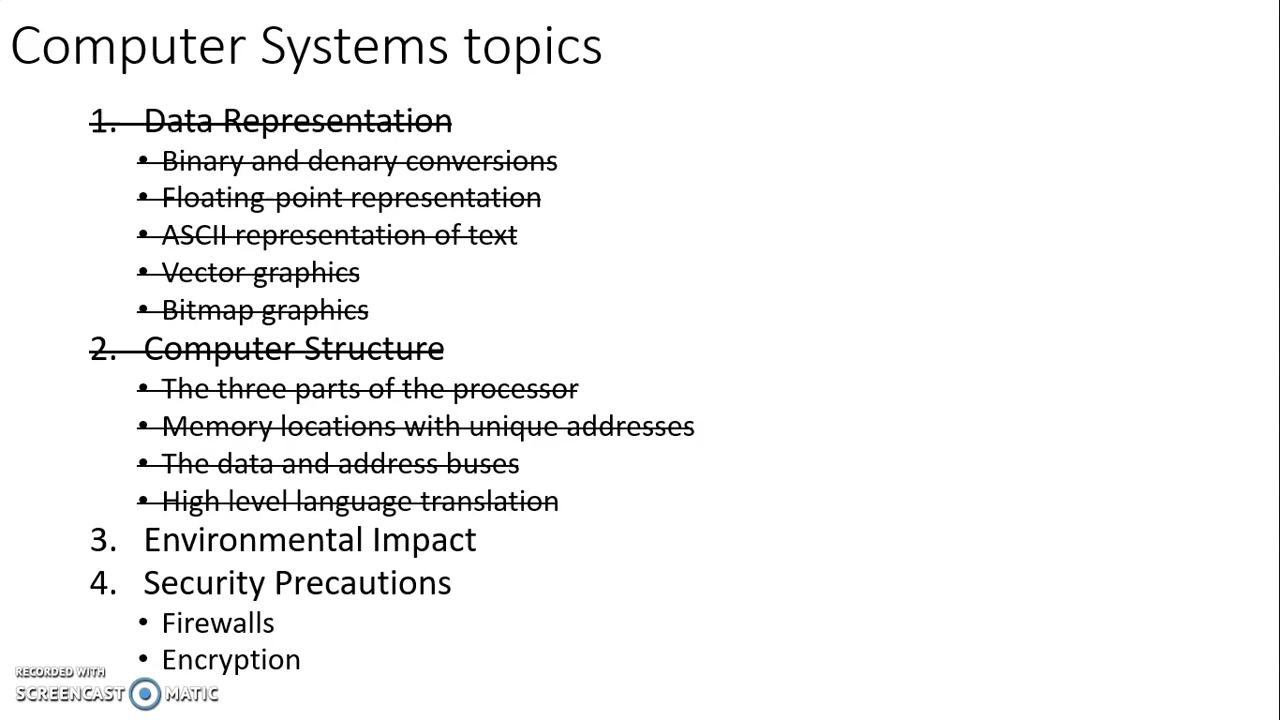 Computer Systems topics
1. Data Representation
• Binary and denary conversions
• Floating-point representation
• ASCII representation of text
• Vector graphics
• Bitmap graphics
2. Computer Structure
• The three parts of the processor
• Memory locations with unique addresses
• The data and address buses
• High level language translation
3. Environmental Impact
4. Security Precautions
• Firewalls
• Encryption
RECORDED WITH
SCREENCAST MATIC